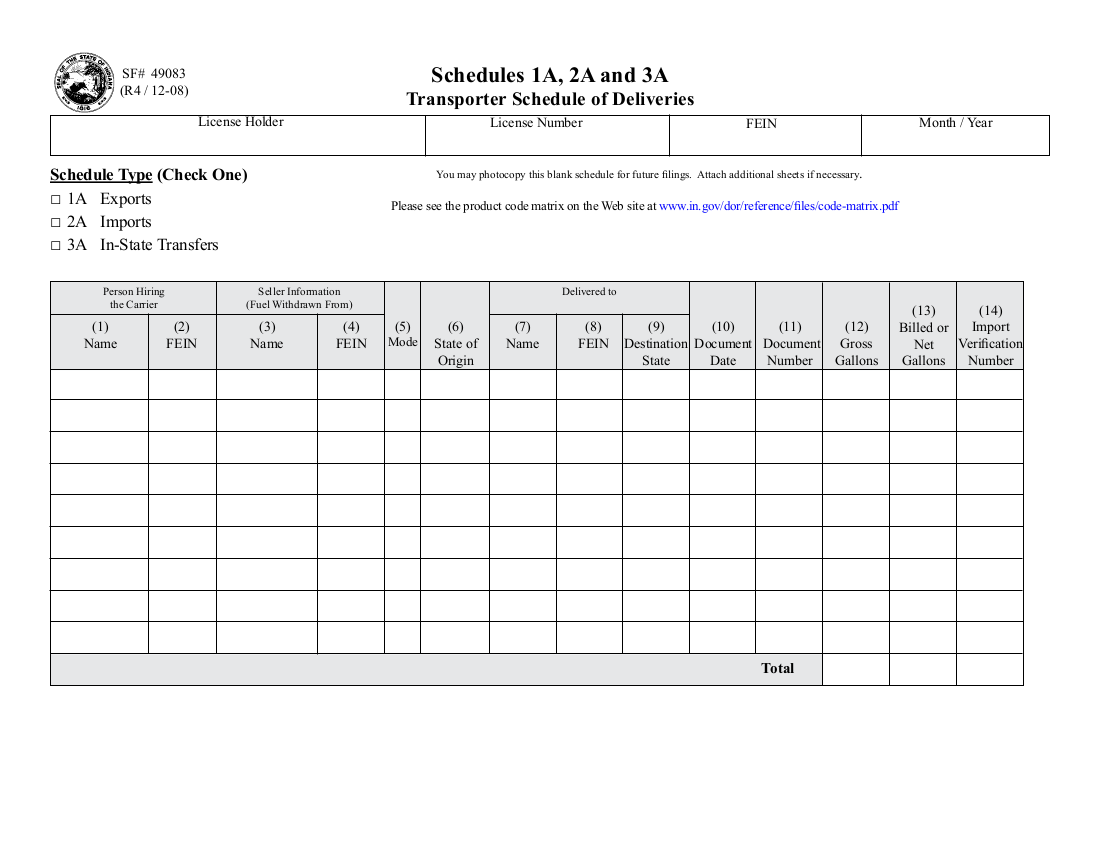 SEAL OF THE STATE OF INDIANA
1816
SF# 49083
(R4 / 12-08)
Schedules 1A, 2A and 3A
Transporter Schedule of Deliveries
License Holder
License Number
FEIN
Month / Year
Schedule Type (Check One)
You may photocopy this blank schedule for future filings. Attach additional sheets if necessary.
□ 1A Exports
Please see the product code matrix on the Web site at www.in.gov/dor/reference/files/code-matrix.pdf
□ 2A Imports
□ 3A In-State Transfers
Person Hiring
the Carrier
Seller Information
(Fuel Withdrawn From)
Delivered to
(1)
Name
(2)
FEIN
(3)
Name
(4)
FEIN
(5)
Mode
(6)
State of
Origin
(7)
Name
(8)
FEIN
(9)
Destination
State
(10)
Document
Date
(11)
Document
Number
(12)
Gross
Gallons
(13)
Billed or
Net
Gallons
(14)
Import
Verification
Number
Total